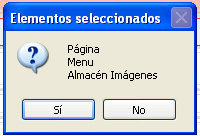 Elementos seleccionados
Página
Menu
Almacén Imágenes
Sí
No